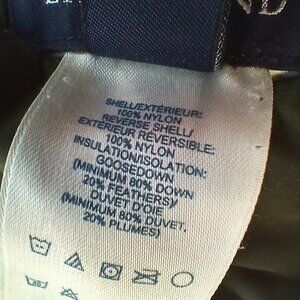 SHELL/EXTÉRIEUR:
100% NYLON
REVERSE SHELL/
EXTÉRIEUR REVERSIBLE:
100% NYLON
INSULATION/ISOLATION:
GOOSEDOWN
(MINIMUM 80% DOWN
20% FEATHERS)/
DUVET D'OIE
(MINIMUM 80% DUVET,
20% PLUMES)